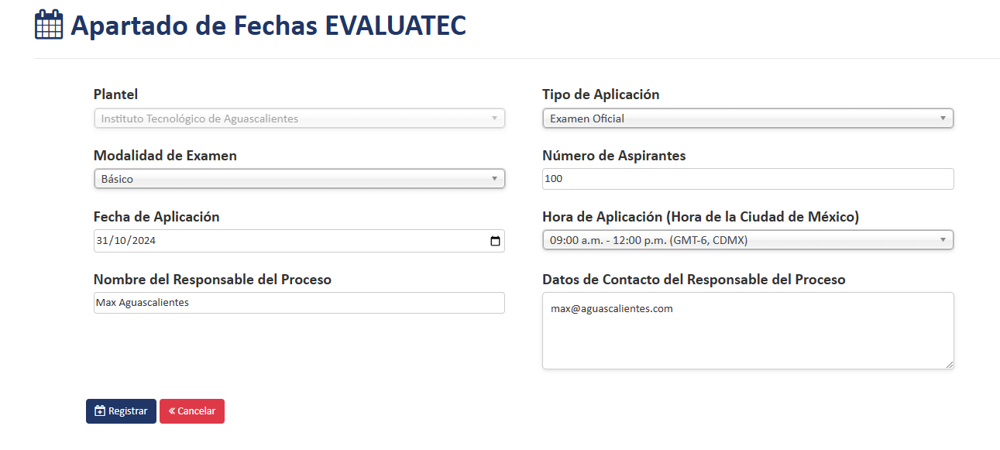 Apartado de Fechas EVALUATEC
Plantel
Instituto Tecnológico de Aguascalientes
Tipo de Aplicación
Examen Oficial
Modalidad de Examen
Básico
Número de Aspirantes
100
Fecha de Aplicación
31/10/2024
Hora de Aplicación (Hora de la Ciudad de México)
09:00 a.m. - 12:00 p.m. (GMT-6, CDMX)
Nombre del Responsable del Proceso
Max Aguascalientes
Datos de Contacto del Responsable del Proceso
max@aguascalientes.com
Registrar
Cancelar